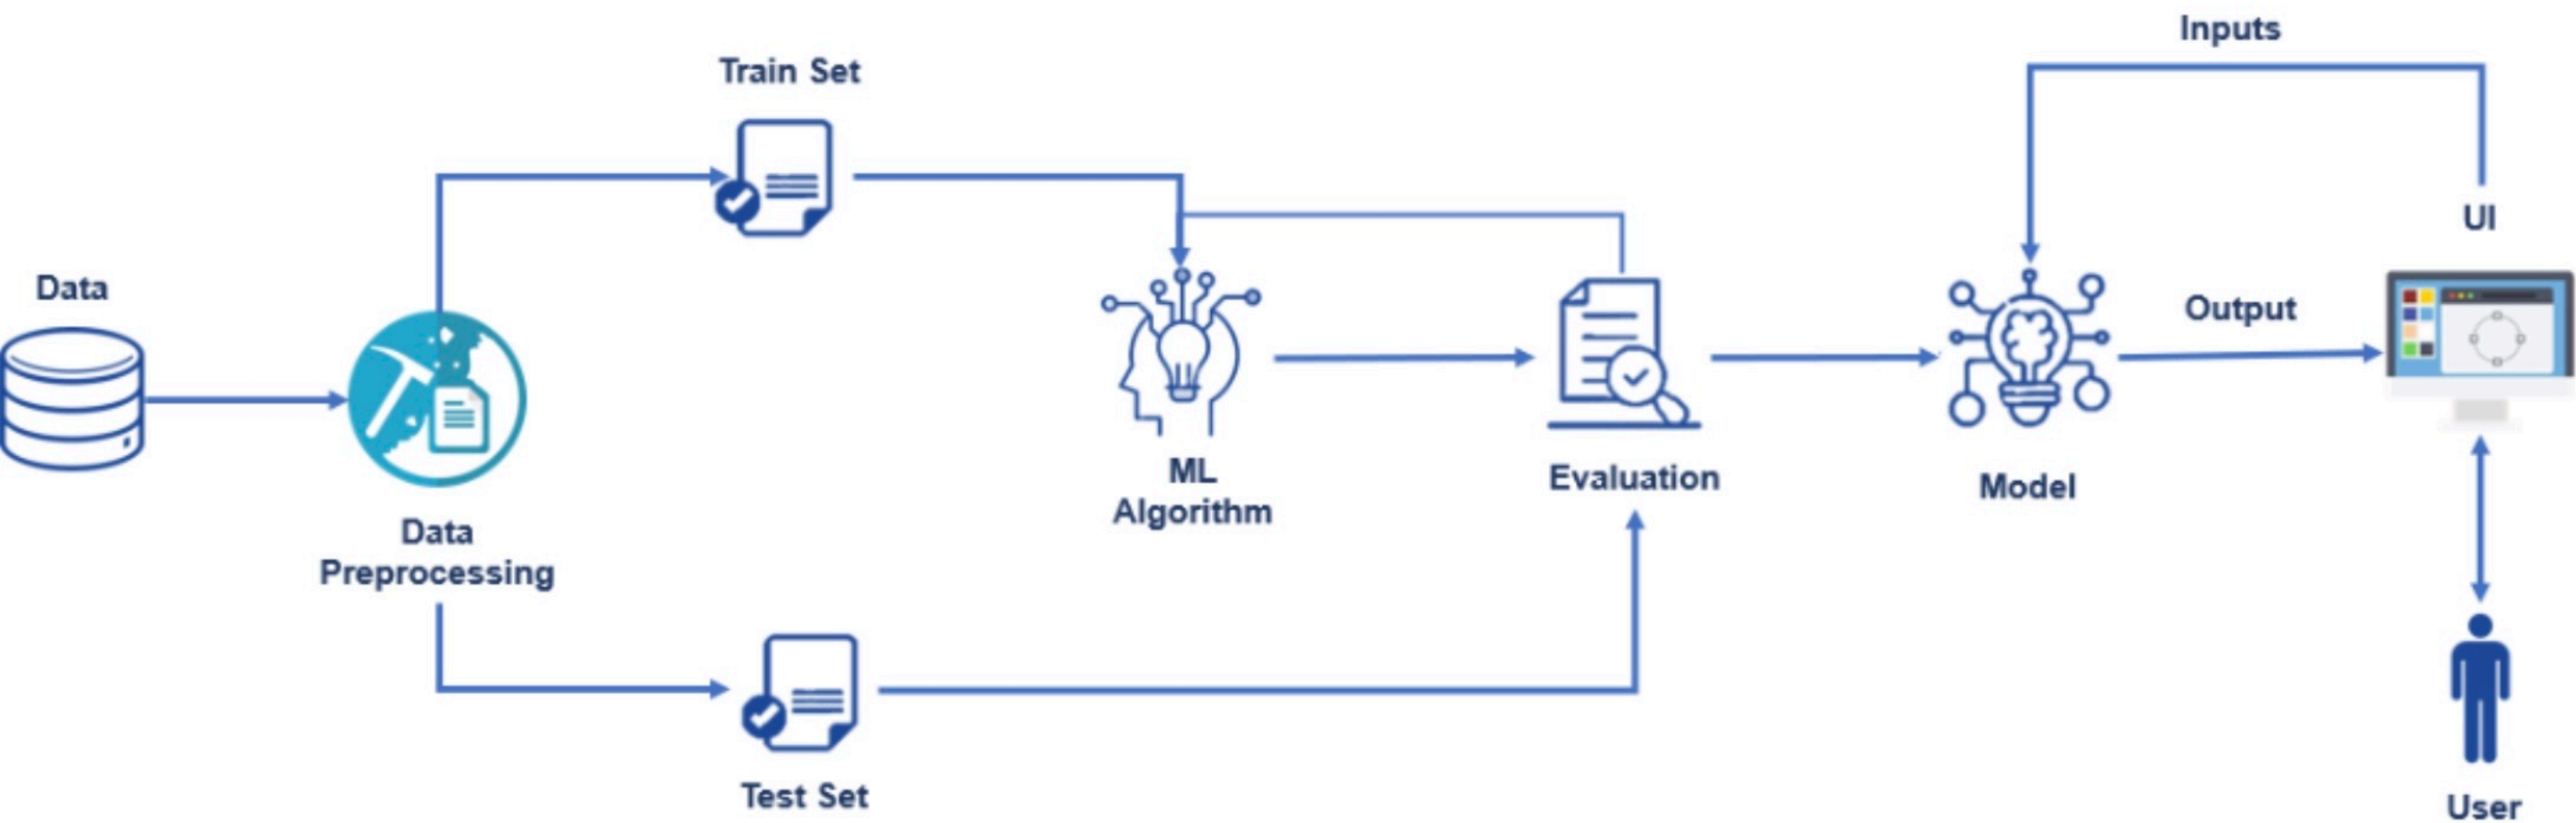 Inputs
Train Set
UI
Data
Output
ML
Algorithm
Evaluation
Model
Data
Preprocessing
Test Set
User